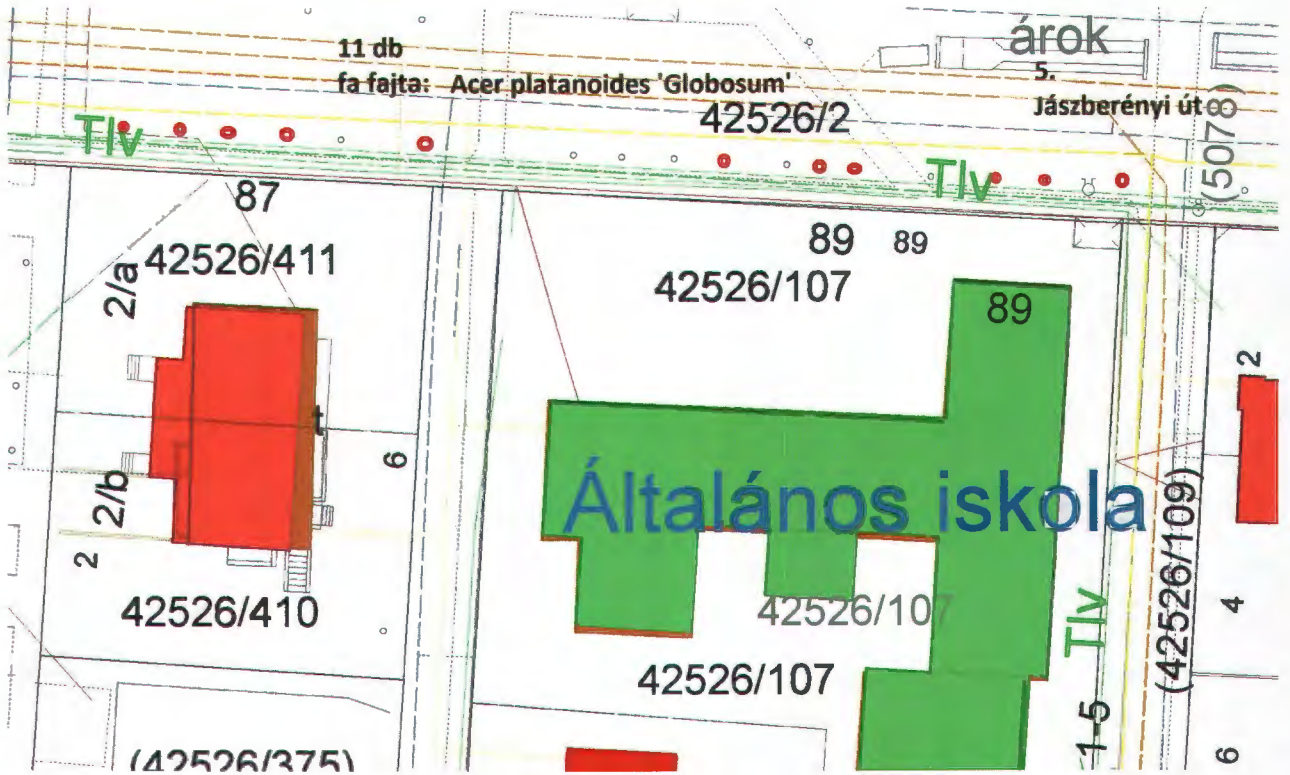 11 db
árok
fa fajta: Acer platanoides 'Globosum'
5.
Jászberényi út
42526/2
(5078)
Tlv
Tlv
87
89
89
42526/411
42526/107
2/a
89
2
t
6
Általános iskola
2/b
2
42526/410
42526/107
Tlv
(42526/109)
4
42526/107
1-5
6
(42526/375)